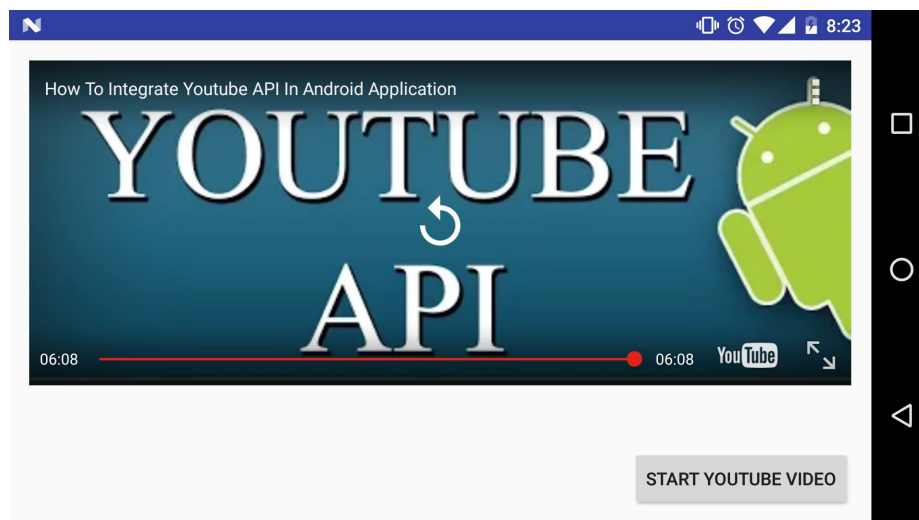 8:23
How To Integrate Youtube API In Android Application
YOUTUBE
API
06:08
06:08
YouTube
START YOUTUBE VIDEO